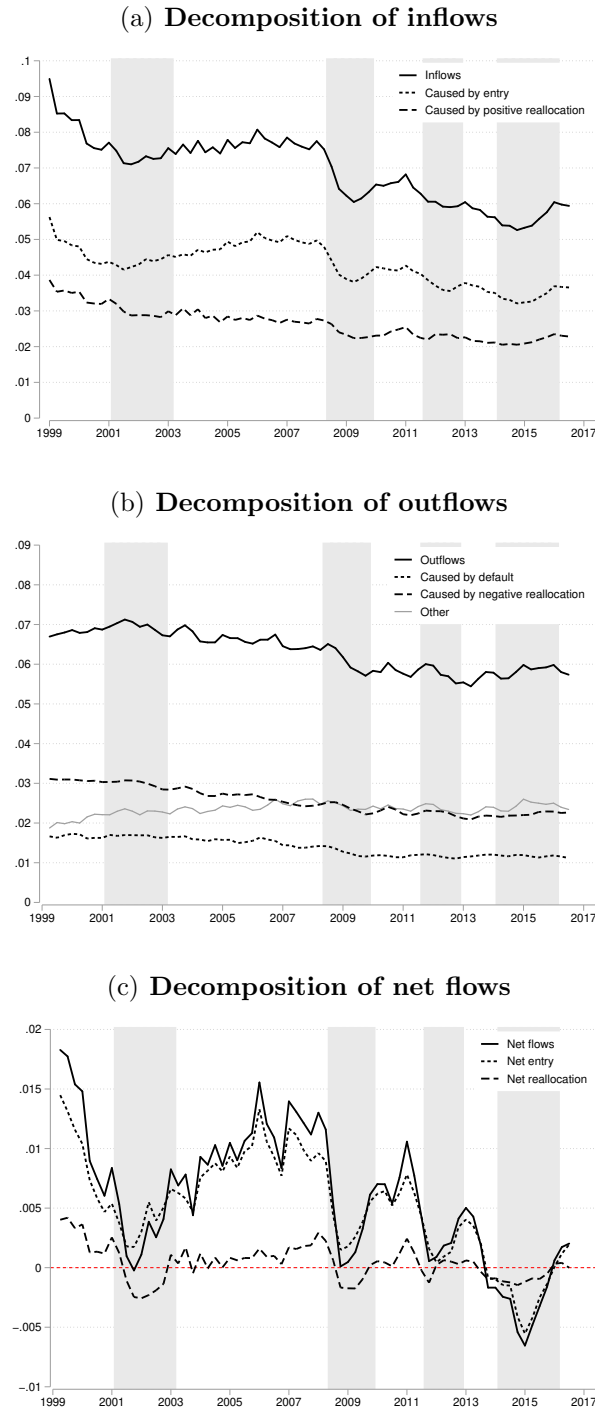 (a) Decomposition of inflows
.1
.09
.08
.07
.06
.05
.04
.03
.02
.01
0
Inflows
Caused by entry
Caused by positive reallocation
1999 2001 2003 2005 2007 2009 2011 2013 2015 2017
(b) Decomposition of outflows
.09
.08
.07
.06
.05
.04
.03
.02
.01
0
Outflows
Caused by default
Caused by negative reallocation
Other
1999 2001 2003 2005 2007 2009 2011 2013 2015 2017
(c) Decomposition of net flows
.02
.015
.01
.005
0
−.005
−.01
Net flows
Net entry
Net reallocation
1999 2001 2003 2005 2007 2009 2011 2013 2015 2017